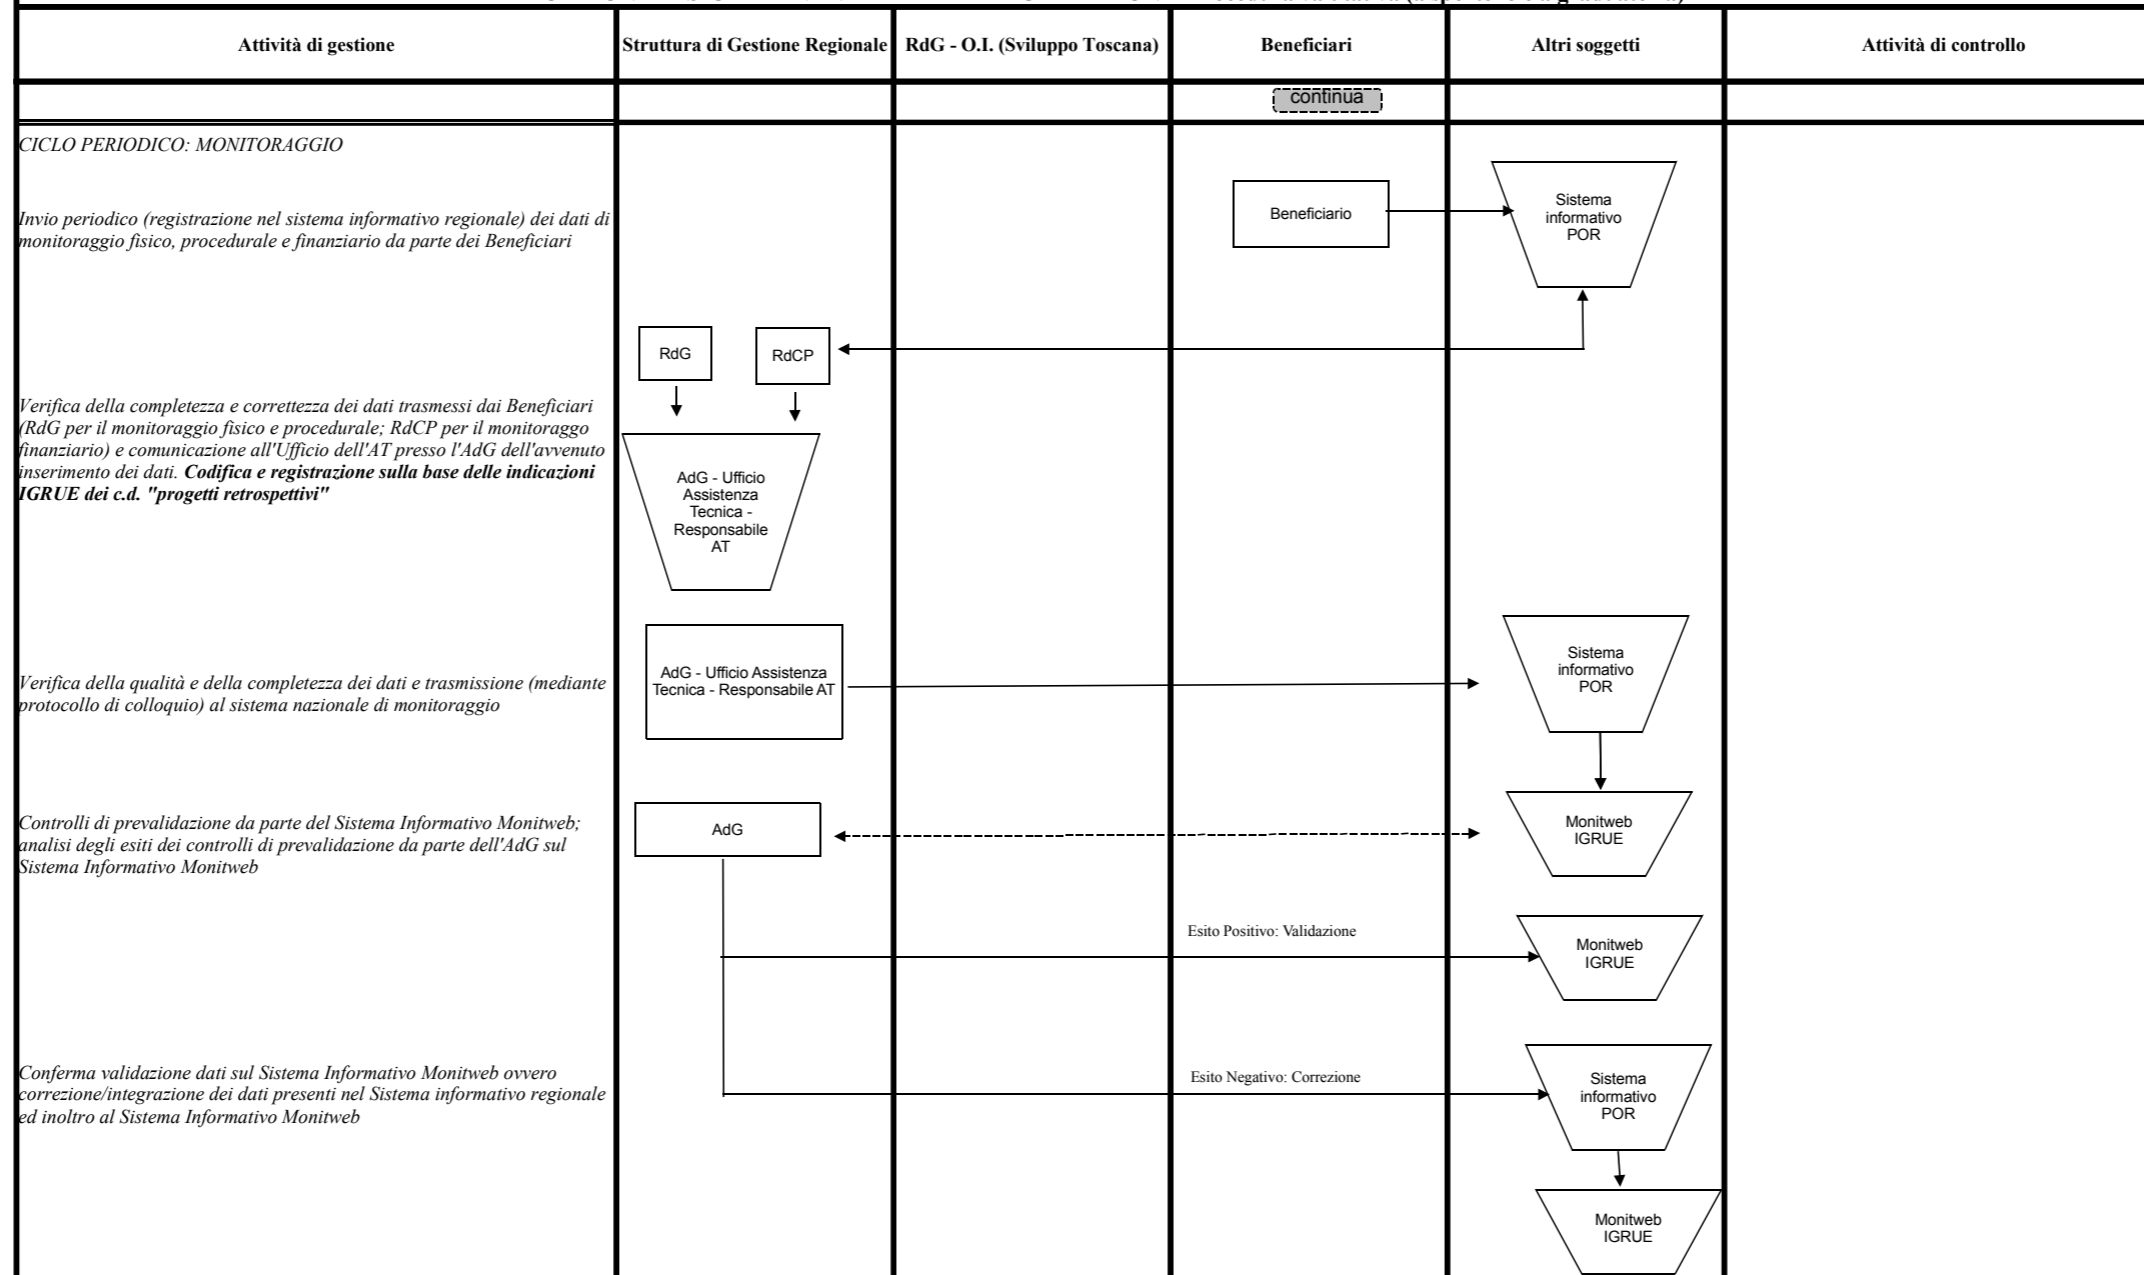 Attività di gestione
Struttura di Gestione Regionale
RdG - O.I. (Sviluppo Toscana)
Beneficiari
Altri soggetti
Attività di controllo
continua
CICLO PERIODICO: MONITORAGGIO
Invio periodico (registrazione nel sistema informativo regionale) dei dati di
monitoraggio fisico, procedurale e finanziario da parte dei Beneficiari
Beneficiario
Sistema
informativo
POR
RdG
RdCP
Verifica della completezza e correttezza dei dati trasmessi dai Beneficiari
(RdG per il monitoraggio fisico e procedurale; RdCP per il monitoraggo
finanziario) e comunicazione all'Ufficio dell'AT presso l'AdG dell'avvenuto
inserimento dei dati. Codifica e registrazione sulla base delle indicazioni
IGRUE dei c.d. "progetti retrospettivi"
AdG - Ufficio
Assistenza
Tecnica -
Responsabile
AT
Verifica della qualità e della completezza dei dati e trasmissione (mediante
protocollo di colloquio) al sistema nazionale di monitoraggio
AdG - Ufficio Assistenza
Tecnica - Responsabile AT
Sistema
informativo
POR
Controlli di prevalidazione da parte del Sistema Informativo Monitweb;
analisi degli esiti dei controlli di prevalidazione da parte dell'AdG sul
Sistema Informativo Monitweb
AdG
Monitweb
IGRUE
Esito Positivo: Validazione
Monitweb
IGRUE
Conferma validazione dati sul Sistema Informativo Monitweb ovvero
correzione/integrazione dei dati presenti nel Sistema informativo regionale
ed inoltro al Sistema Informativo Monitweb
Esito Negativo: Correzione
Sistema
informativo
POR
Monitweb
IGRUE